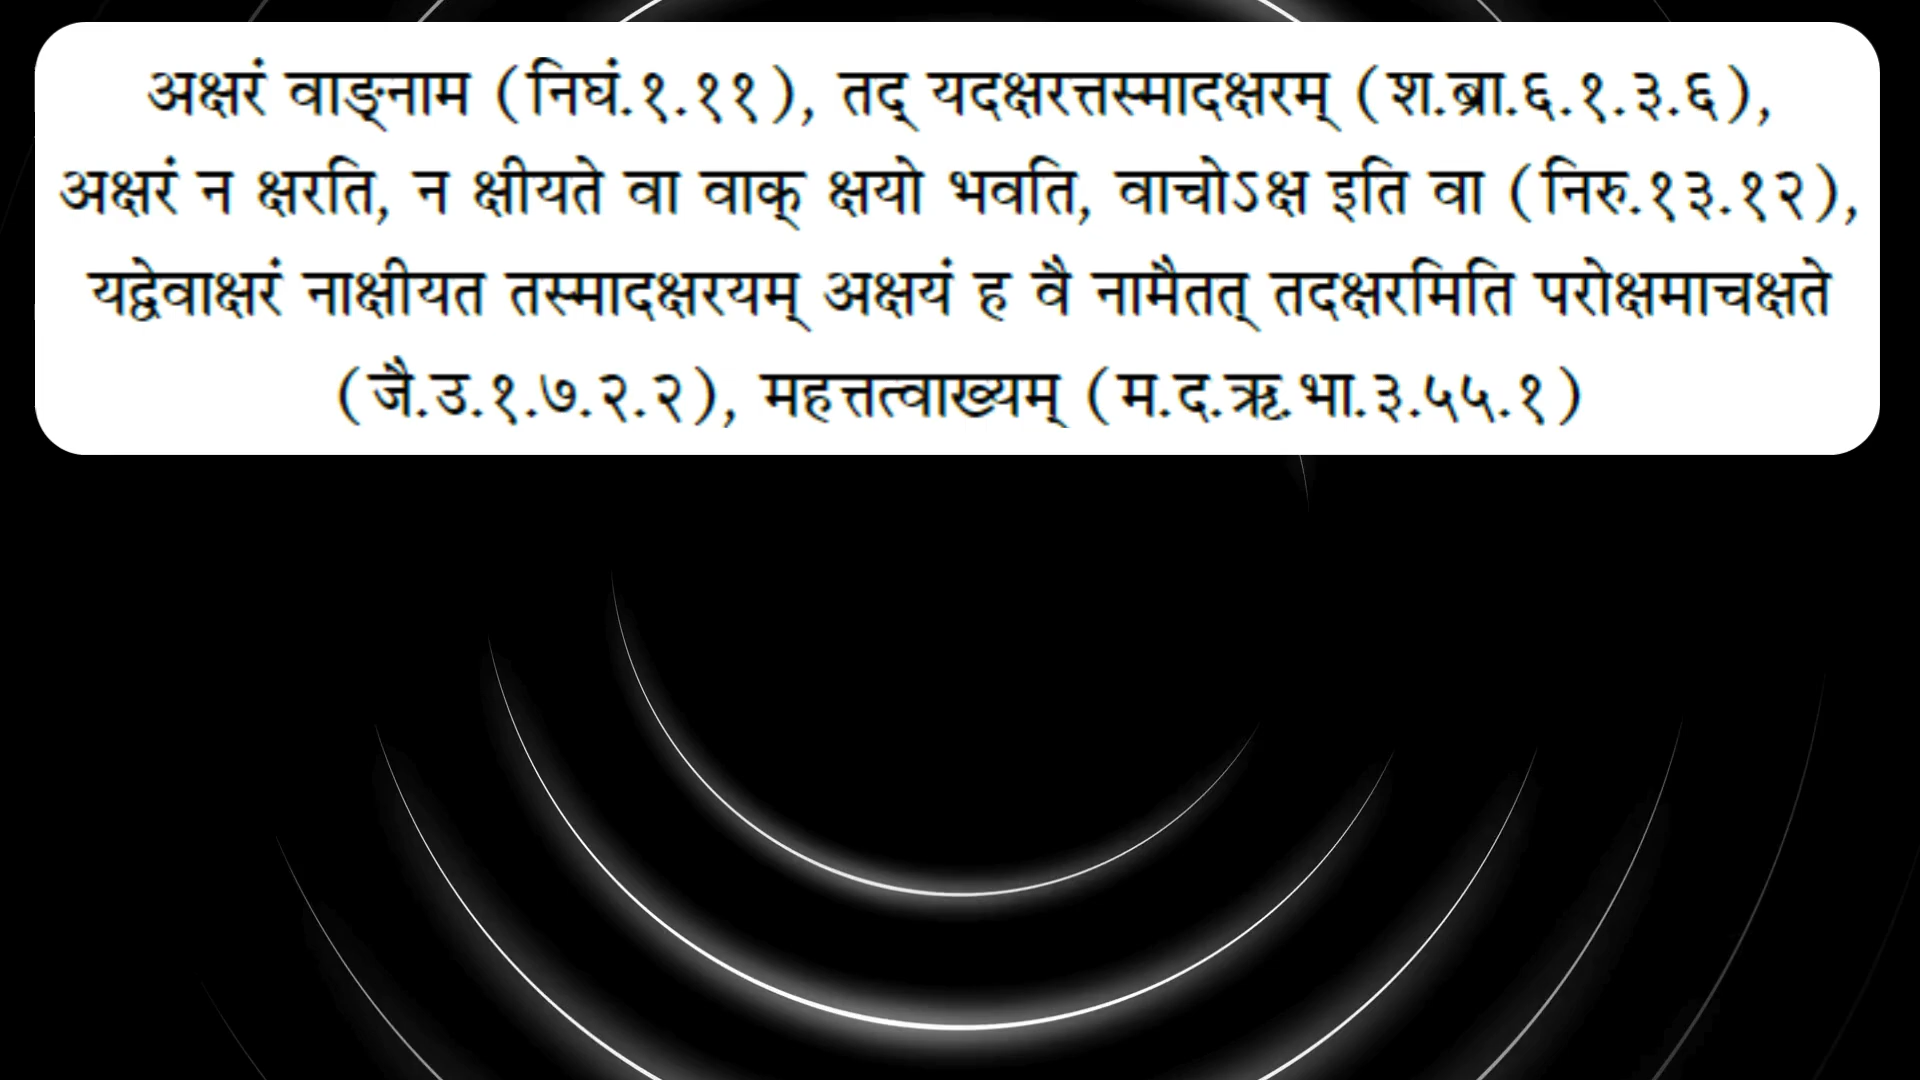 अक्षरं वाङ्नाम (निघं.१.११), तद् यदक्षरत्तस्मादक्षरम् (श.ब्रा.६.१.३.६),
अक्षरं न क्षरति, न क्षीयते वा वाक् क्षयो भवति, वाचोऽक्ष इति वा (निरु.१३.१२),
यद्वेवाक्षरं नाक्षीयत तस्मादक्षरयम् अक्षयं ह वै नामैतत् तदक्षरमिति परोक्षमाचक्षते
(जै.उ.१.७.२.२), महत्तत्वाख्यम् (म.द.ऋ.भा.३.५५.१)